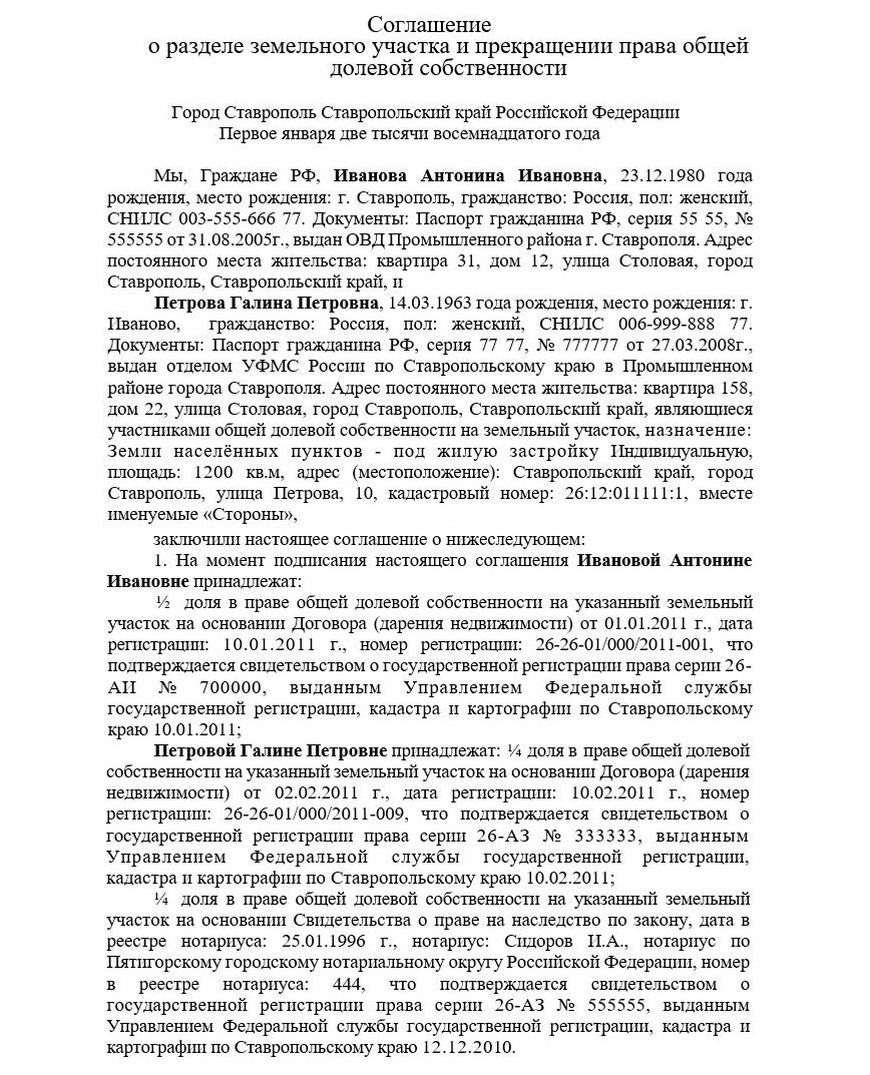 Соглашение
о разделе земельного участка и прекращении права общей
долевой собственности
Город Ставрополь Ставропольский край Российской Федерации
Первое января две тысячи восемнадцатого года
Мы, Граждане РФ, Иванова Антонина Ивановна, 23.12.1980 года
рождения, место рождения: г. Ставрополь, гражданство: Россия, пол: женский,
СНИЛС 003-555-666 77. Документы: Паспорт гражданина РФ, серия 55 55, №
555555 от 31.08.2005г., выдан ОВД Промышленного района г. Ставрополя. Адрес
постоянного места жительства: квартира 31, дом 12, улица Столовая, город
Ставрополь, Ставропольский край, и
Петрова Галина Петровна, 14.03.1963 года рождения, место рождения: г.
Иваново, гражданство: Россия, пол: женский, СНИЛС 006-999-888 77.
Документы: Паспорт гражданина РФ, серия 77 77, № 777777 от 27.03.2008г.,
выдан отделом УФМС России по Ставропольскому краю в Промышленном
районе города Ставрополя. Адрес постоянного места жительства: квартира 158,
дом 22, улица Столовая, город Ставрополь, Ставропольский край, являющиеся
участниками общей долевой собственности на земельный участок, назначение:
Земли населённых пунктов - под жилую застройку Индивидуальную,
площадь: 1200 кв.м, адрес (местоположение): Ставропольский край, город
Ставрополь, улица Петрова, 10, кадастровый номер: 26:12:011111:1, вместе
именуемые «Стороны»,
заключили настоящее соглашение о нижеследующем:
1. На момент подписания настоящего соглашения Ивановой Антонине
Ивановне принадлежат:
½ доля в праве общей долевой собственности на указанный земельный
участок на основании Договора (дарения недвижимости) от 01.01.2011 г., дата
регистрации: 10.01.2011 г., номер регистрации: 26-26-01/000/2011-001, что
подтверждается свидетельством о государственной регистрации права серии 26-
АИ № 700000, выданным Управлением Федеральной службы
государственной регистрации, кадастра и картографии по Ставропольскому
краю 10.01.2011;
Петровой Галине Петровне принадлежат: ¼ доля в праве общей долевой
собственности на указанный земельный участок на основании Договора (дарения
недвижимости) от 02.02.2011 г., дата регистрации: 10.02.2011 г., номер
регистрации: 26-26-01/000/2011-009, что подтверждается свидетельством о
государственной регистрации права серии 26-АЗ № 333333, выданным
Управлением Федеральной службы государственной регистрации,
кадастра и картографии по Ставропольскому краю 10.02.2011;
¼ доля в праве общей долевой собственности на указанный земельный
участок на основании Свидетельства о праве на наследство по закону, дата в
реестре нотариуса: 25.01.1996 г., нотариус: Сидоров И.А., нотариус по
Пятигорскому городскому нотариальному округу Российской Федерации, номер
в реестре нотариуса: 444, что подтверждается свидетельством о
государственной регистрации права серии 26-АЗ № 555555, выданным
Управлением Федеральной службы государственной регистрации, кадастра и
картографии по Ставропольскому краю 12.12.2010.